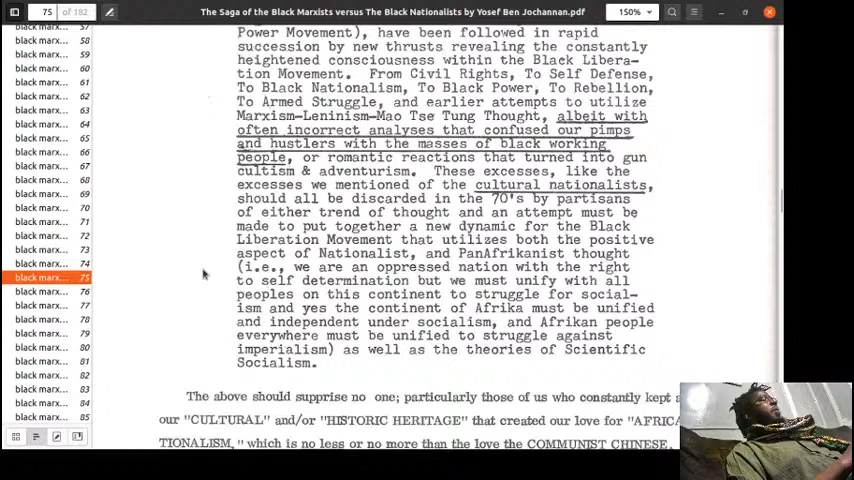 75 of 182
The Saga of the Black Marxists versus The Black Nationalists by Yosef Ben Jochannan.pdf
150%
black marx... 57
black marx... 58
black marx... 59
black marx... 60
black marx... 61
black marx... 62
black marx... 63
black marx... 64
black marx... 65
black marx... 66
black marx... 67
black marx... 68
black marx... 69
black marx... 70
black marx... 71
black marx... 72
black marx... 73
black marx... 74
black marx... 75
black marx... 76
black marx... 77
black marx... 78
black marx... 79
black marx... 80
black marx... 81
black marx... 82
black marx... 83
black marx... 84
black marx... 85
Power Movement), have been followed in rapid
succession by new thrusts revealing the constantly
heightened consciousness within the Black Libera-
tion Movement. From Civil Rights, To Self Defense,
To Black Nationalism, To Black Power, To Rebellion,
To Armed Struggle, and earlier attempts to utilize
Marxism-Leninism-Mao Tse Tung Thought, albeit with
often incorrect analyses that confused our pimps
and hustlers with the masses of black working
people, or romantic reactions that turned into gun
cultism & adventurism. These excesses, like the
excesses we mentioned of the cultural nationalists,
should all be discarded in the 70's by partisans
of either trend of thought and an attempt must be
made to put together a new dynamic for the Black
Liberation Movement that utilizes both the positive
aspect of Nationalist, and PanAfrikanist thought
(i.e., we are an oppressed nation with the right
to self determination but we must unify with all
peoples on this continent to struggle for social-
ism and yes the continent of Afrika must be unified
and independent under socialism, and Afrikan people
everywhere must be unified to struggle against
imperialism) as well as the theories of Scientific
Socialism.
The above should supprise no one; particularly those of us who constantly kept
our "CULTURAL" and/or "HISTORIC HERITAGE" that created our love for "AFRICA
TIONALISM," which is no less or no more than the love the COMMUNIST CHINESE,